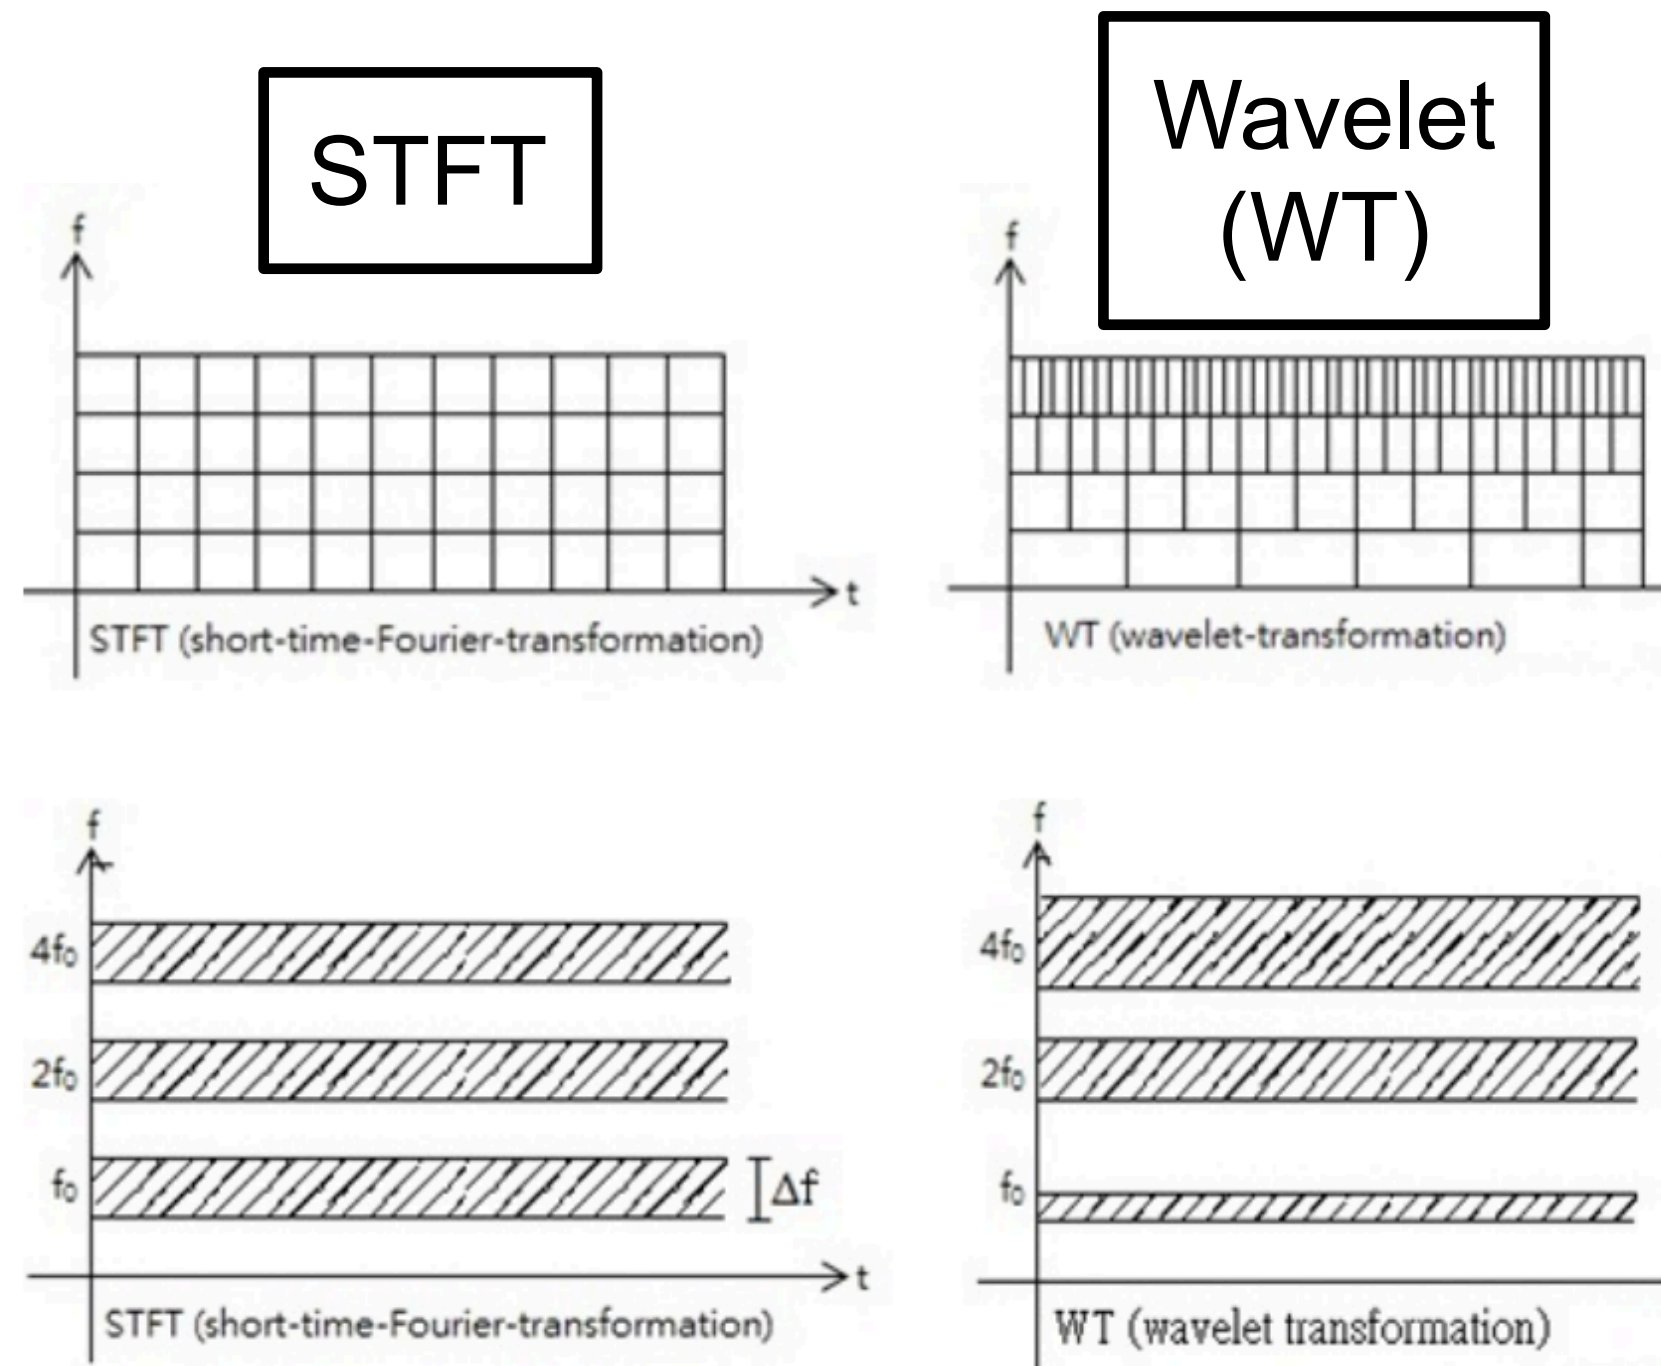 STFT
Wavelet
(WT)
f
t
STFT (short-time-Fourier-transformation)
f
WT (wavelet-transformation)
f
4f₀
2f₀
f₀
Δf
t
STFT (short-time-Fourier-transformation)
f
4f₀
2f₀
f₀
WT (wavelet transformation)